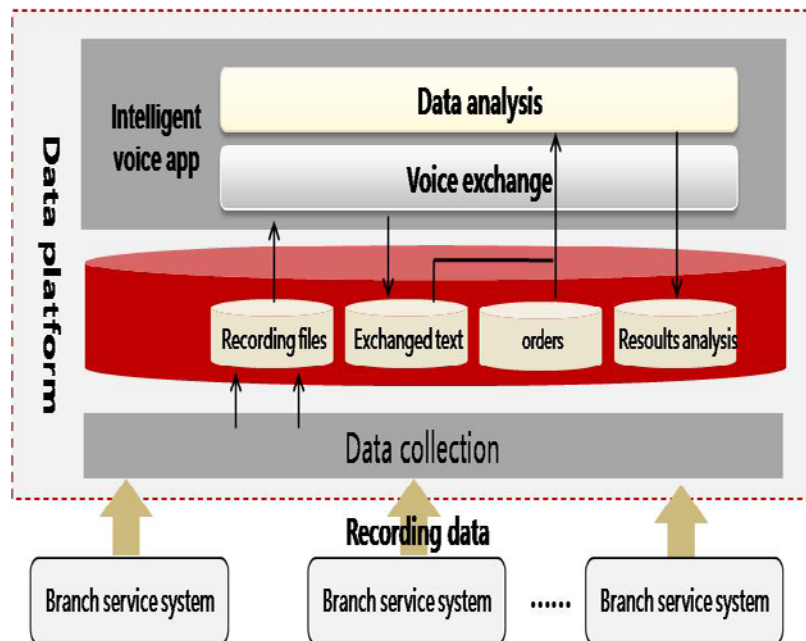 Data platform
Intelligent
voice app
Data analysis
Voice exchange
Recording files
Exchanged text
orders
Resoults analysis
Data collection
Recording data
Branch service system
Branch service system
......
Branch service system